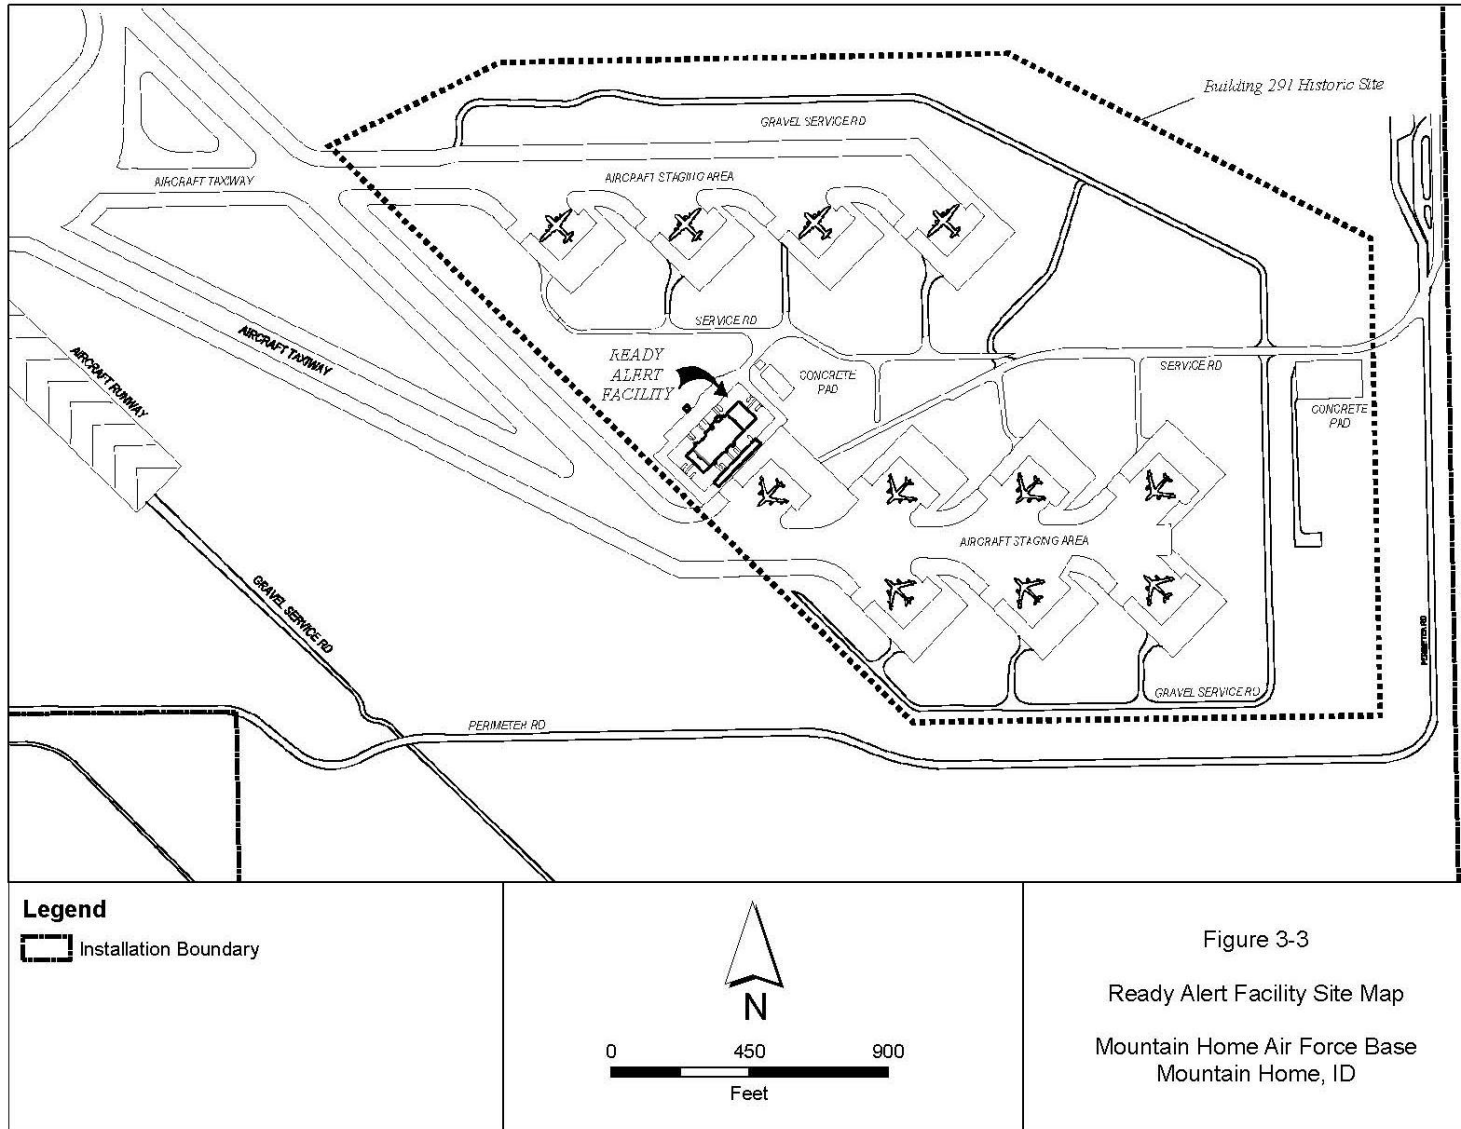 Building 291 Historic Site
GRAVEL SERVICE RD
AIRCRAFT TAXIWAY
AIRCRAFT STAGING AREA
SERVICE RD
AIRCRAFT TAXIWAY
AIRCRAFT RUNWAY
READY
ALERT
FACILITY
CONCRETE
PAD
SERVICE RD
CONCRETE
PAD
AIRCRAFT STAGING AREA
GRAVEL SERVICE RD
PERIMETER RD
GRAVEL SERVICE RD
PERIMETER RD
Legend
Installation Boundary
N
0 450 900
Feet
Figure 3-3
Ready Alert Facility Site Map
Mountain Home Air Force Base
Mountain Home, ID